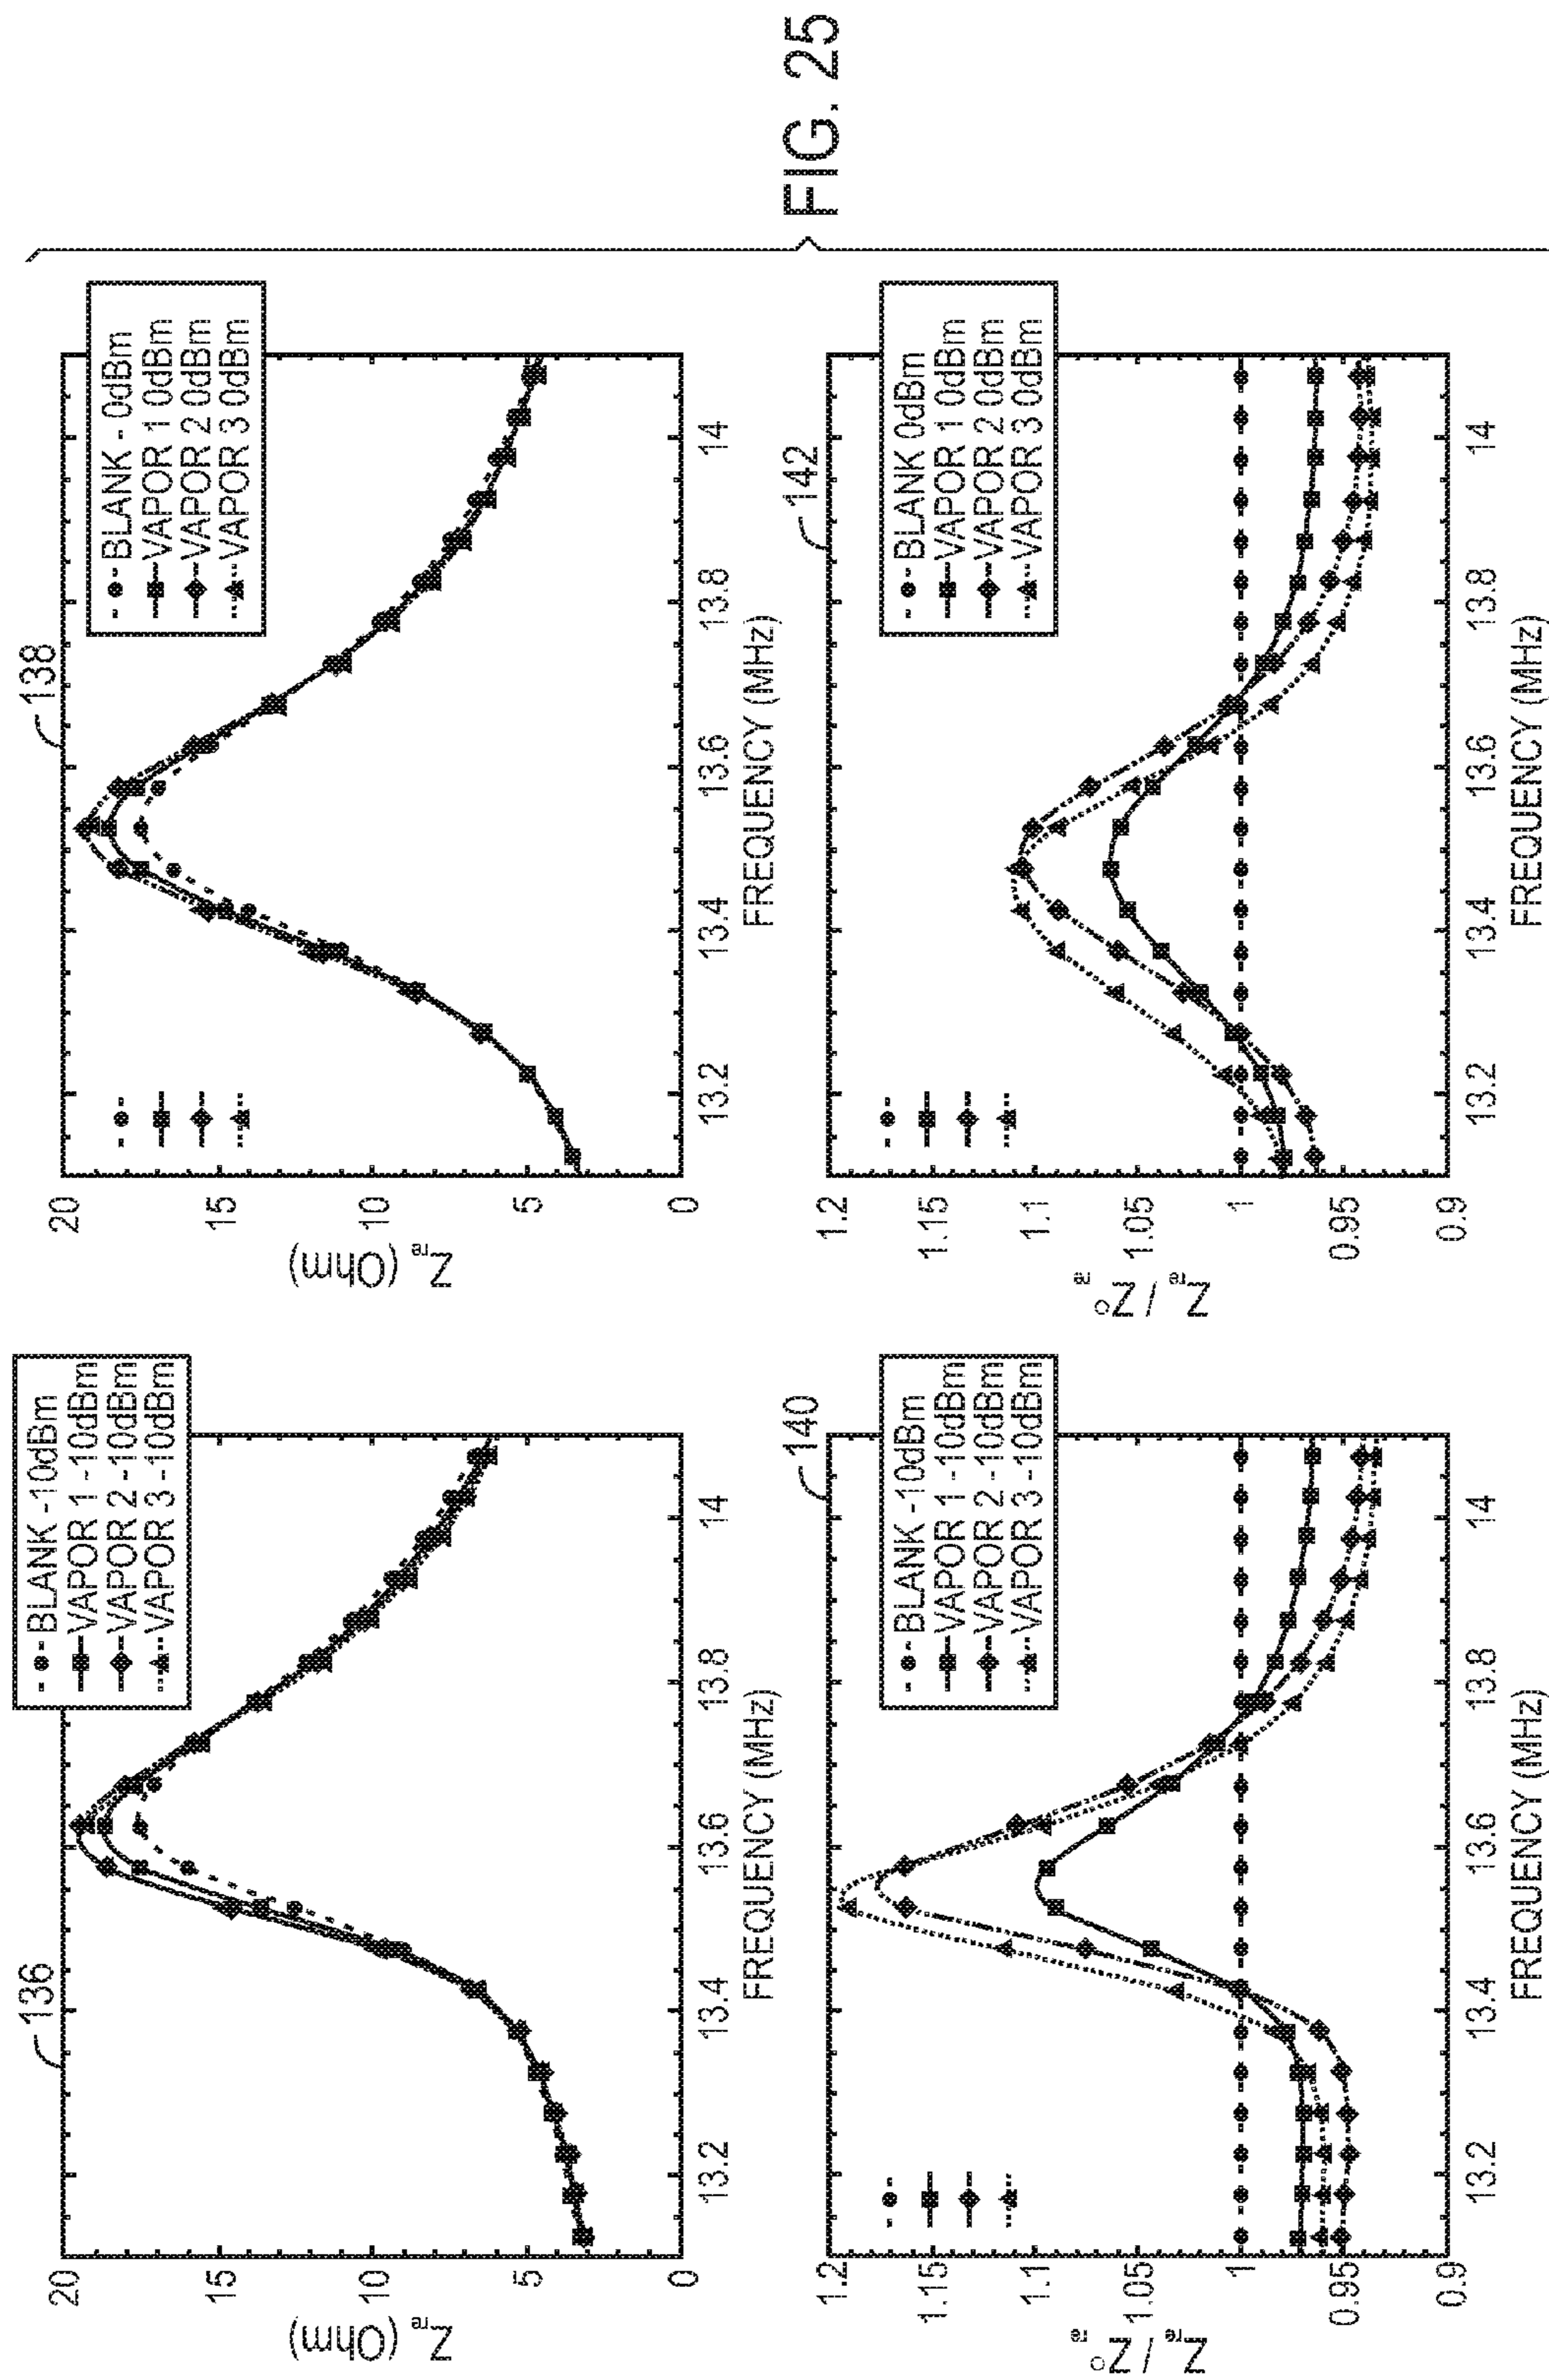 136
20
15
10
5
0
Z re (Ohm)
13.2
13.4
13.6
13.8
14
FREQUENCY (MHz)
BLANK -10dBm
VAPOR 1 -10dBm
VAPOR 2 -10dBm
VAPOR 3 -10dBm
138
20
15
10
5
0
Z re (Ohm)
13.2
13.4
13.6
13.8
14
FREQUENCY (MHz)
BLANK - 0dBm
VAPOR 1 0dBm
VAPOR 2 0dBm
VAPOR 3 0dBm
140
1.2
1.15
1.1
1.05
1
0.95
0.9
Z re / Z° re
13.2
13.4
13.6
13.8
14
FREQUENCY (MHz)
BLANK -10dBm
VAPOR 1 -10dBm
VAPOR 2 -10dBm
VAPOR 3 -10dBm
142
1.2
1.15
1.1
1.05
1
0.95
0.9
Z re / Z° re
13.2
13.4
13.6
13.8
14
FREQUENCY (MHz)
BLANK 0dBm
VAPOR 1 0dBm
VAPOR 2 0dBm
VAPOR 3 0dBm
FIG. 25